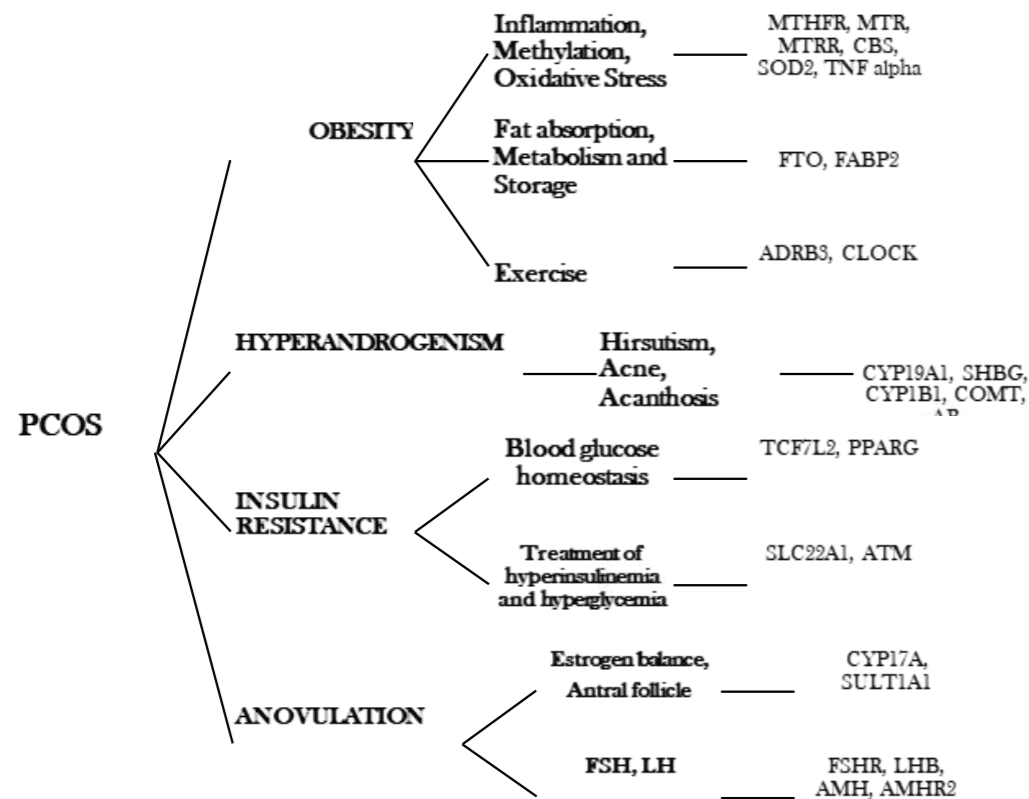 PCOS
OBESITY
Inflammation,
Methylation,
Oxidative Stress
MTHFR, MTR,
MTRR, CBS,
SOD2, TNF alpha
Fat absorption,
Metabolism and
Storage
FTO, FABP2
Exercise
ADRB3, CLOCK
HYPERANDROGENISM
Hirsutism,
Acne,
Acanthosis
CYP19A1, SHBG,
CYP1B1, COMT,
INSULIN
RESISTANCE
Blood glucose
homeostasis
TCF7L2, PPARG
Treatment of
hyperinsulinemia
and hyperglycemia
SLC22A1, ATM
ANOVULATION
Estrogen balance,
Antral follicle
CYP17A,
SULT1A1
FSH, LH
FSHR, LHB,
AMH, AMHR2